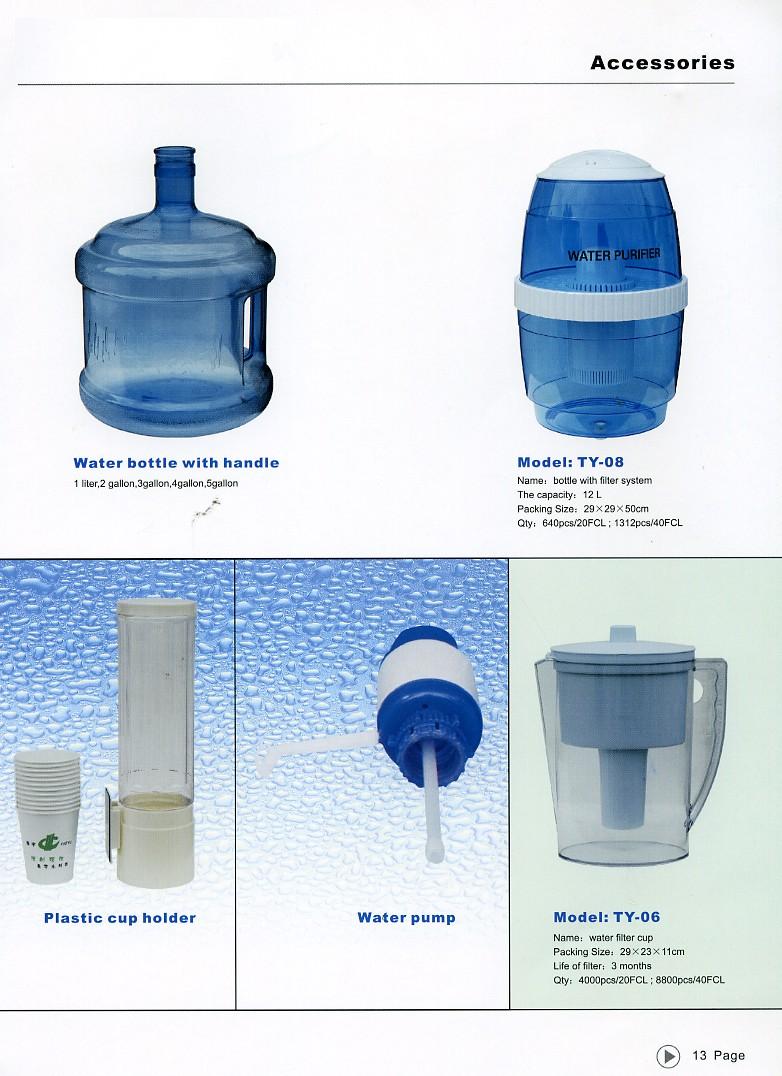 Accessories
WATER PURIFIER
Water bottle with handle
1 liter,2 gallon,3gallon,4gallon,5gallon
Model: TY-08
Name：bottle with filter system
The capacity：12 L
Packing Size：29×29×50cm
Qty：640pcs/20FCL ; 1312pcs/40FCL
Plastic cup holder
Water pump
Model: TY-06
Name：water filter cup
Packing Size：29×23×11cm
Life of filter：3 months
Qty：4000pcs/20FCL ; 8800pcs/40FCL
13 Page